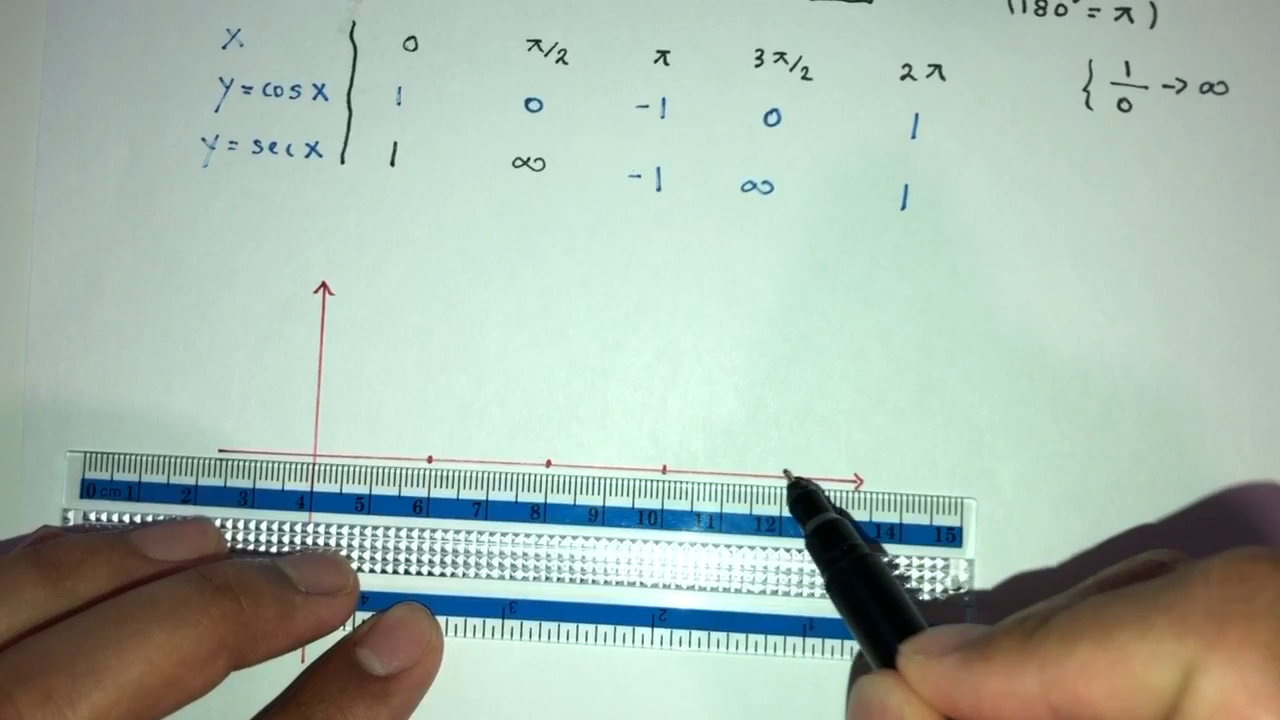 (180° = π)
x | 0 π/2 π 3π/2 2π
y = cos x | 1 0 -1 0 1
{ 1/0 → ∞
y = sec x | 1 ∞ -1 ∞ 1
0 cm 1 2 3 4 5 6 7 8 9 10 11 12 14 15
4 3 2 1